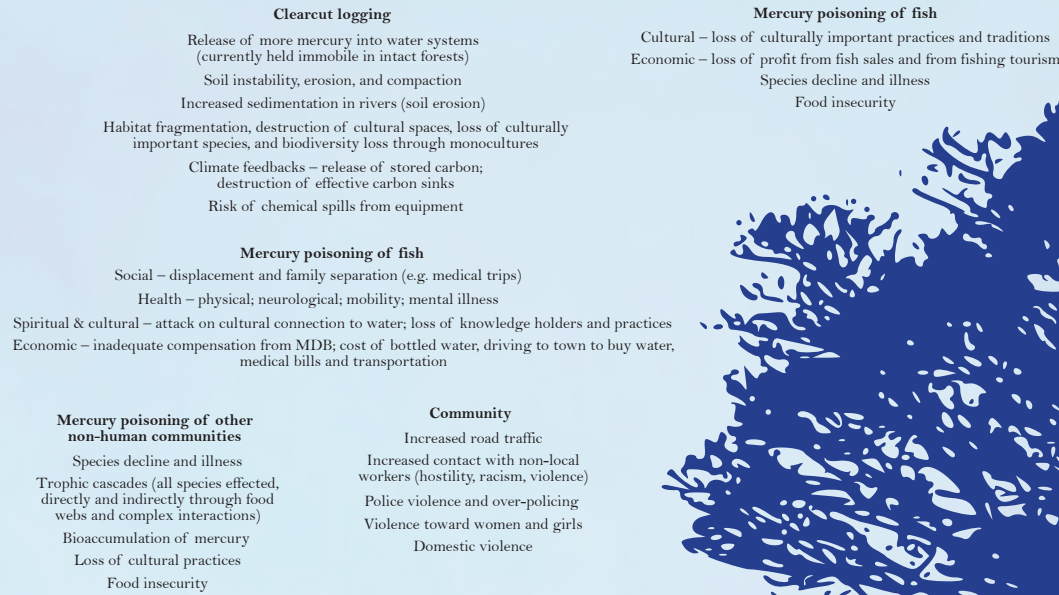 Clearcut logging
Release of more mercury into water systems
(currently held immobile in intact forests)
Soil instability, erosion, and compaction
Increased sedimentation in rivers (soil erosion)
Habitat fragmentation, destruction of cultural spaces, loss of culturally
important species, and biodiversity loss through monocultures
Climate feedbacks – release of stored carbon;
destruction of effective carbon sinks
Risk of chemical spills from equipment
Mercury poisoning of fish
Cultural – loss of culturally important practices and traditions
Economic – loss of profit from fish sales and from fishing tourism
Species decline and illness
Food insecurity
Mercury poisoning of fish
Social – displacement and family separation (e.g. medical trips)
Health – physical; neurological; mobility; mental illness
Spiritual & cultural – attack on cultural connection to water; loss of knowledge holders and practices
Economic – inadequate compensation from MDB; cost of bottled water, driving to town to buy water,
medical bills and transportation
Mercury poisoning of other
non-human communities
Species decline and illness
Trophic cascades (all species effected,
directly and indirectly through food
webs and complex interactions)
Bioaccumulation of mercury
Loss of cultural practices
Food insecurity
Community
Increased road traffic
Increased contact with non-local
workers (hostility, racism, violence)
Police violence and over-policing
Violence toward women and girls
Domestic violence